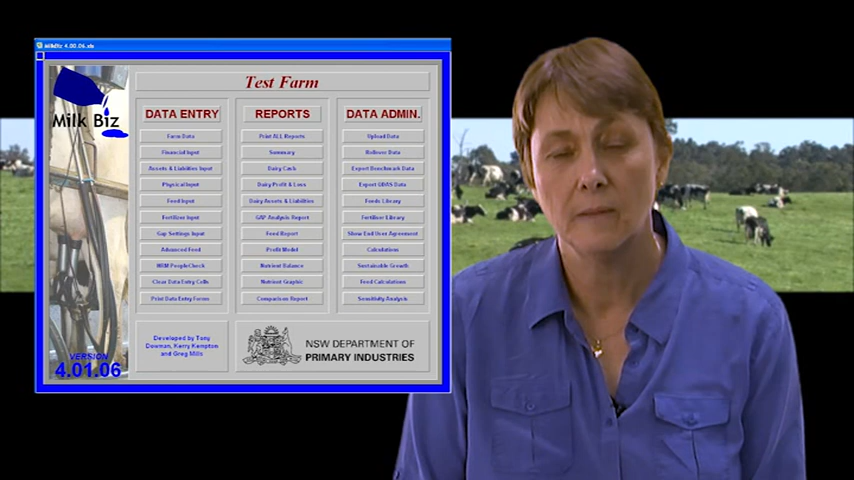 MilkBiz 4.00.06.xls
Test Farm
Milk Biz
DATA ENTRY
Farm Data
Financial Input
Assets & Liabilities Input
Physical Input
Feed Input
Fertilizer Input
Gap Settings Input
Advanced Feed
HRM PeopleCheck
Clear Data Entry Cells
Print Data Entry Forms
REPORTS
Print ALL Reports
Summary
Dairy Cash
Dairy Profit & Loss
Dairy Assets & Liabilities
GAP Analysis Report
Feed Report
Profit Model
Nutrient Balance
Nutrient Graphic
Comparison Report
DATA ADMIN.
Upload Data
Rollover Data
Export Benchmark Data
Export Data
Feeds Library
Fertilizer Library
Show End User Agreement
Calculations
Sustainable Growth
Feed Calculations
Sensitivity Analysis
VERSION
4.01.06
Developed by Tony
Dowman, Kerry Kempton
and Greg Mills
NSW DEPARTMENT OF
PRIMARY INDUSTRIES